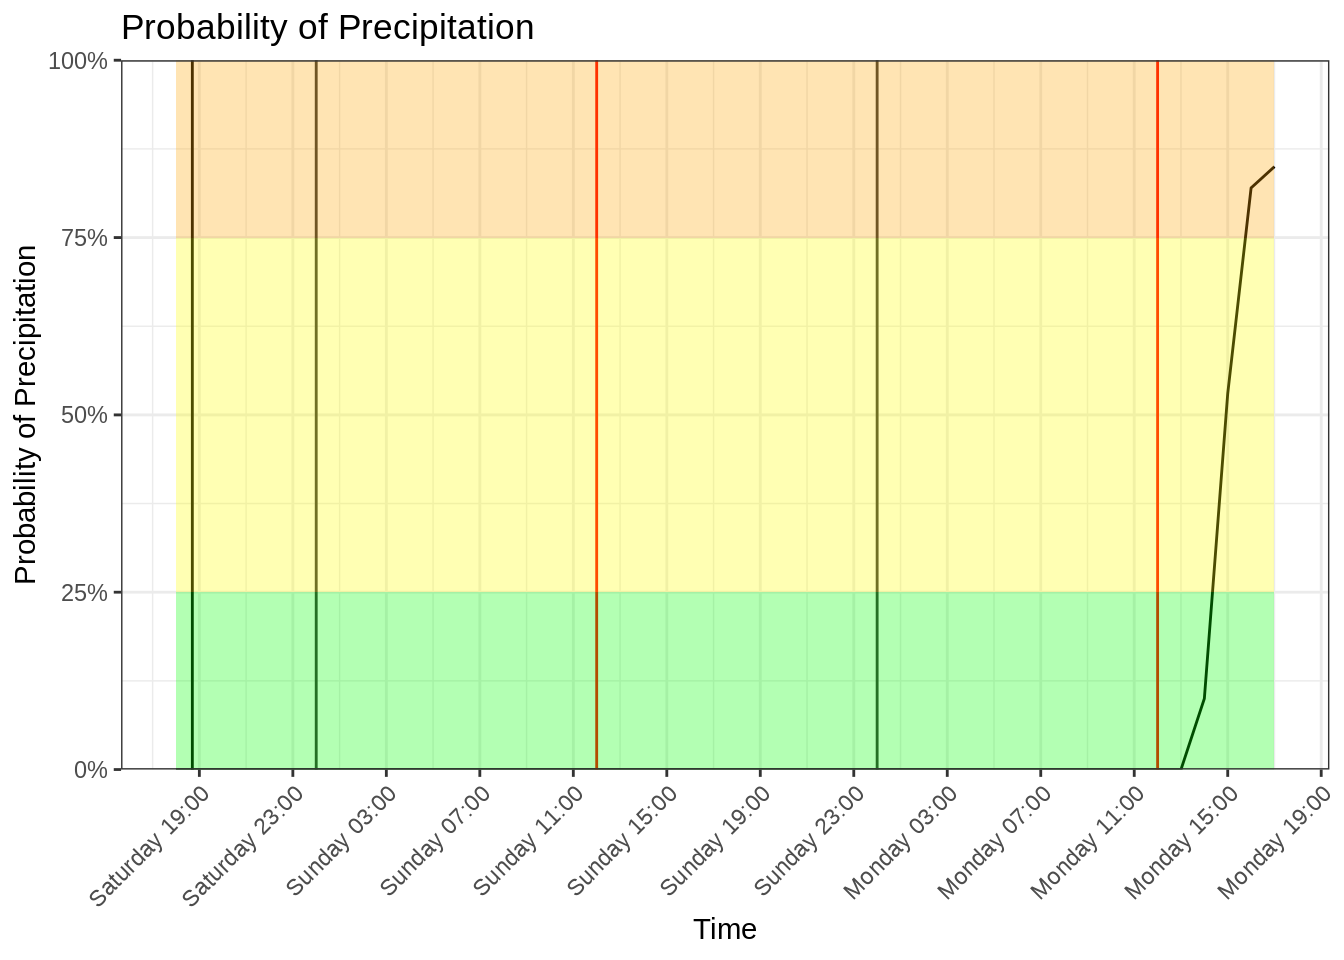 Probability of Precipitation
100%
75%
50%
25%
0%
Probability of Precipitation
Saturday 19:00
Saturday 23:00
Sunday 03:00
Sunday 07:00
Sunday 11:00
Sunday 15:00
Sunday 19:00
Sunday 23:00
Monday 03:00
Monday 07:00
Monday 11:00
Monday 15:00
Monday 19:00
Time